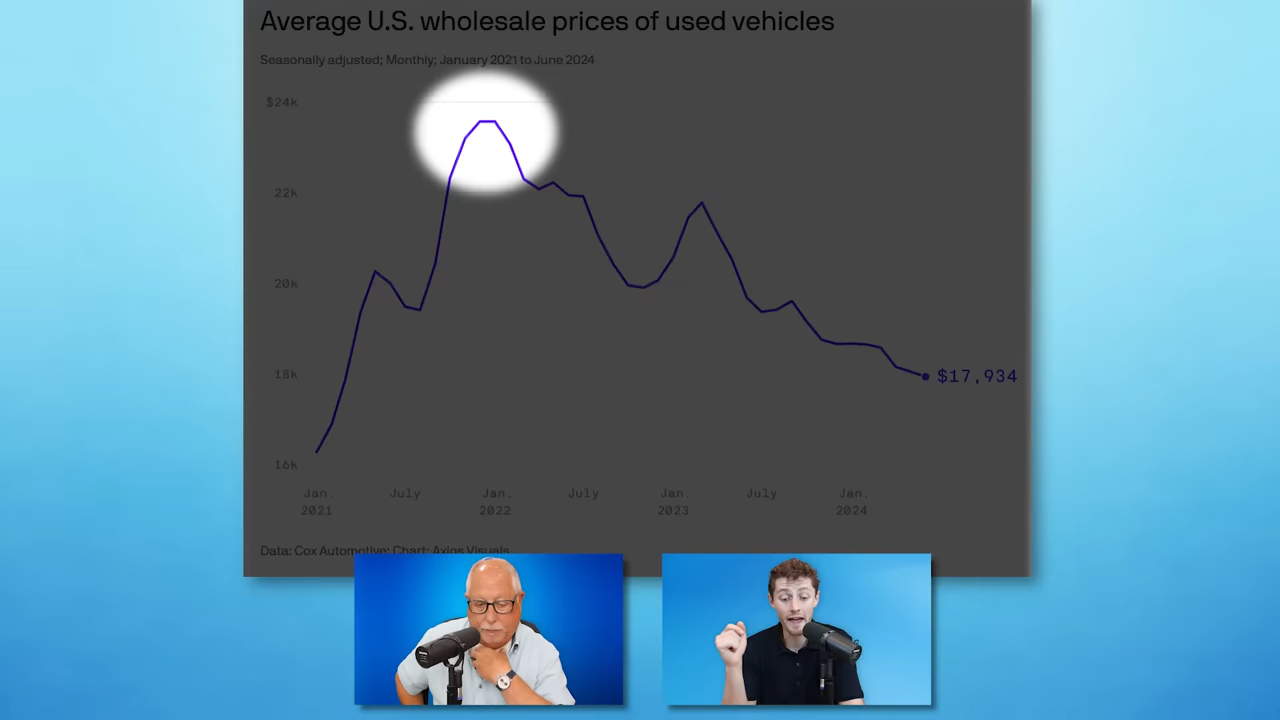 Average U.S. wholesale prices of used vehicles
Seasonally adjusted; Monthly; January 2021 to June 2024
$24k
22k
20k
18k
16k
$17,934
Jan. July Jan. July Jan. July Jan.
2021 2022 2023 2024
Data: Cox Automotive; Chart: Axios Visuals